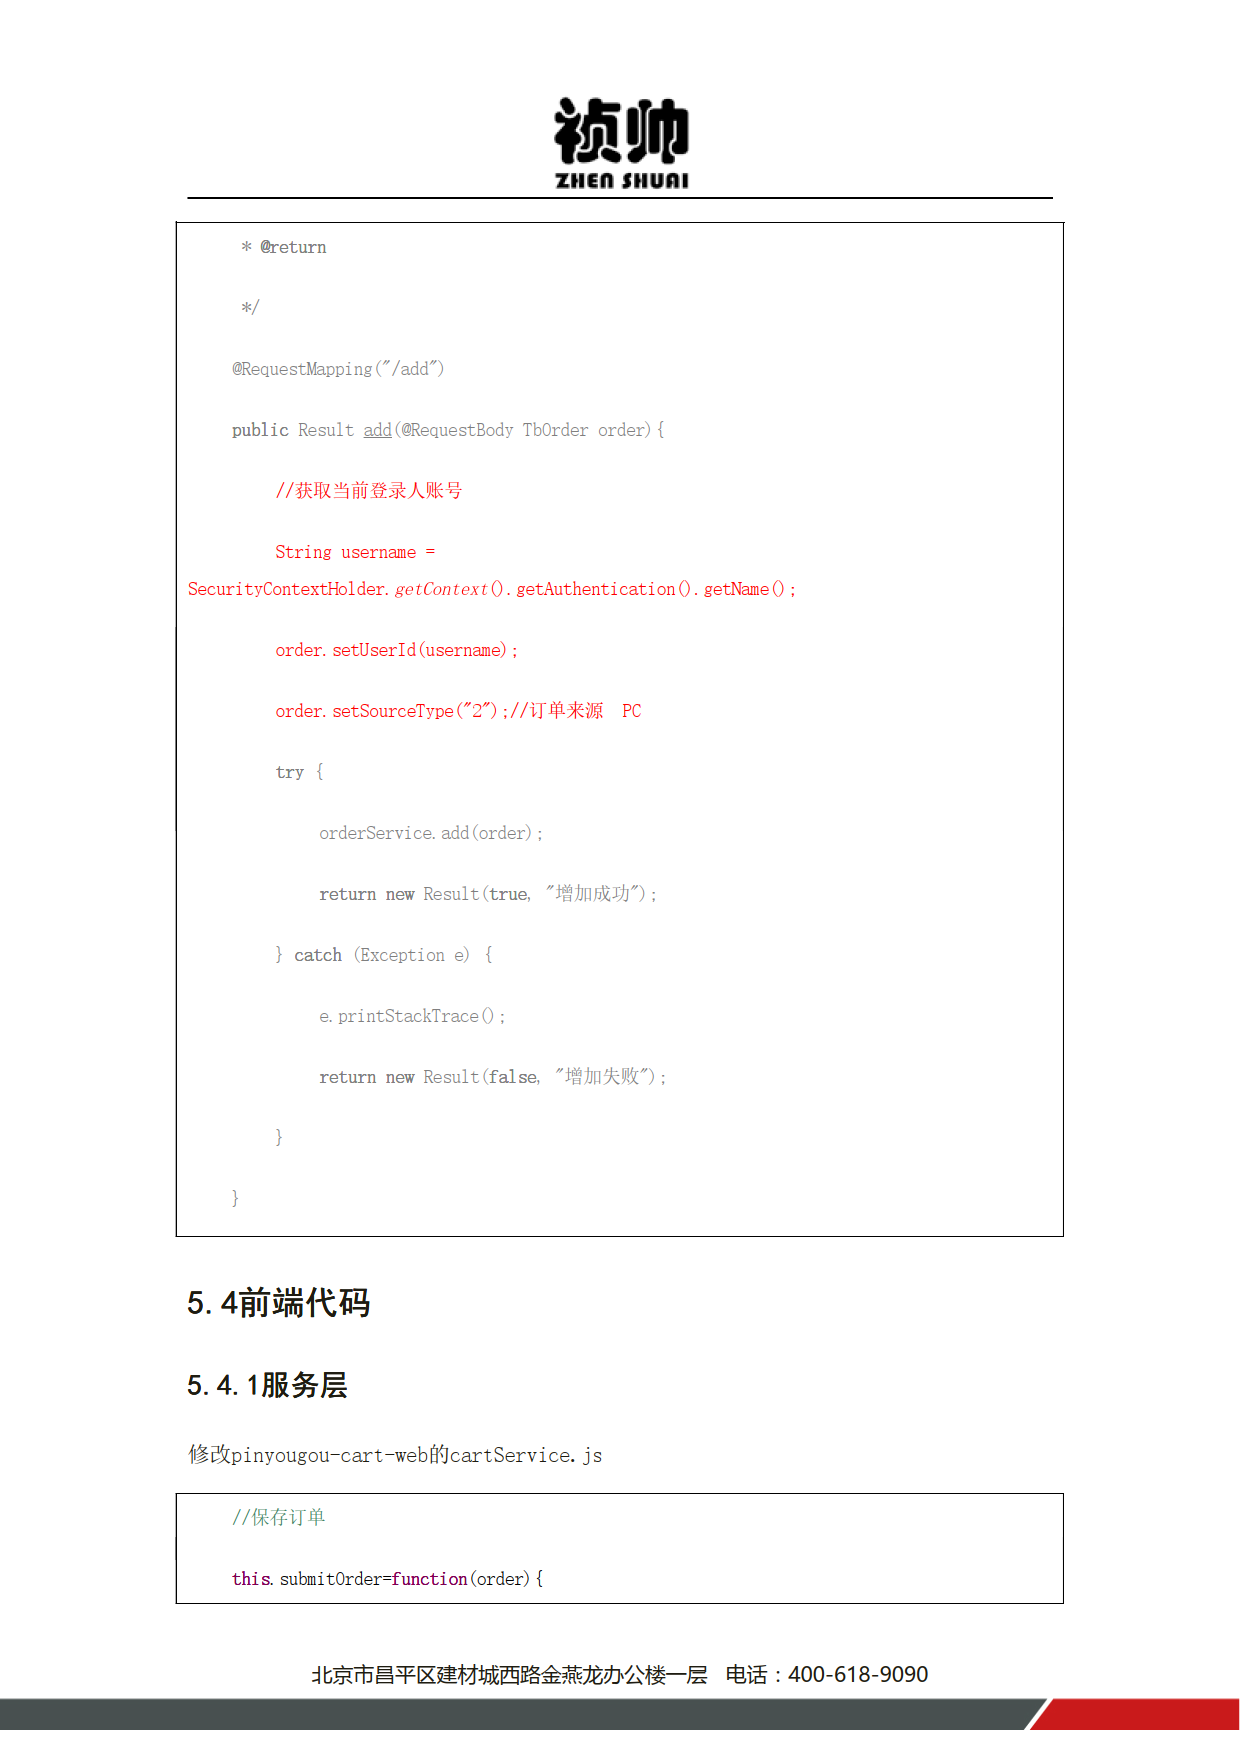 祯帅
ZHEN SHUAI
* @return
*/
@RequestMapping("/add")
public Result add(@RequestBody TbOrder order){
//获取当前登录人账号
String username =
SecurityContextHolder.getContext().getAuthentication().getName();
order.setUserId(username);
order.setSourceType("2");//订单来源  PC
try {
orderService.add(order);
return new Result(true, "增加成功");
} catch (Exception e) {
e.printStackTrace();
return new Result(false, "增加失败");
}
}
5.4前端代码
5.4.1服务层
修改pinyougou-cart-web的cartService.js
//保存订单
this.submitOrder=function(order){
北京市昌平区建材城西路金燕龙办公楼一层   电话：400-618-9090